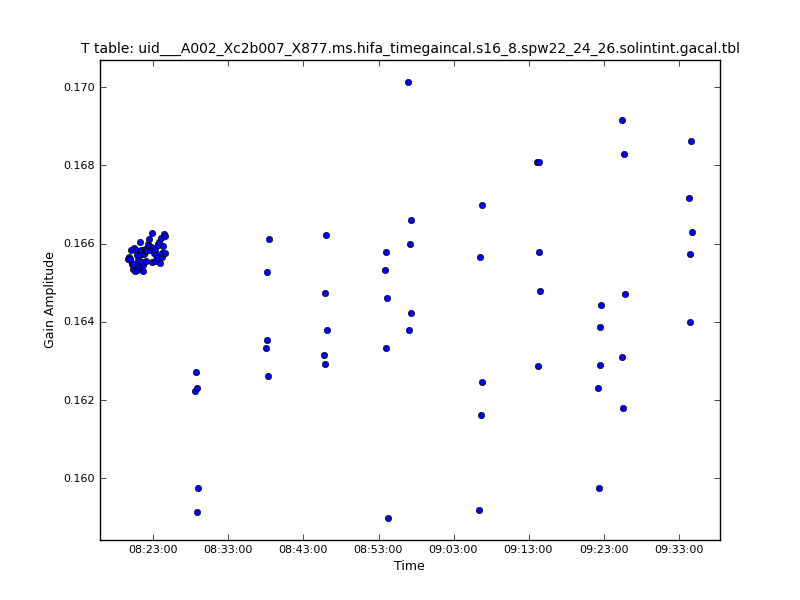 T table: uid___A002_Xc2b007_X877.ms.hifa_timegaincal.s16_8.spw22_24_26.solintint.gacal.tbl
0.170
0.168
0.166
0.164
0.162
0.160
Gain Amplitude
08:23:00 08:33:00 08:43:00 08:53:00 09:03:00 09:13:00 09:23:00 09:33:00
Time